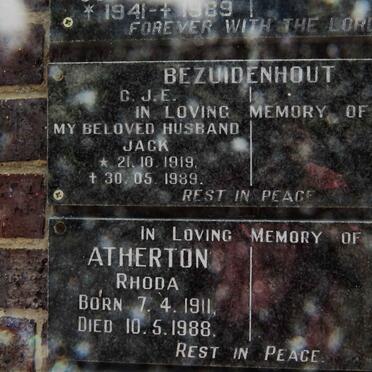 * 1941-✝ 1989
FOREVER WITH THE LORD
BEZUIDENHOUT
C.J.E.
IN LOVING MEMORY OF
MY BELOVED HUSBAND
JACK
* 21.10.1919.
✝ 30.05.1989.
REST IN PEACE
IN LOVING MEMORY OF
ATHERTON
RHODA
BORN 7.4.1911.
DIED 10.5.1988.
REST IN PEACE.